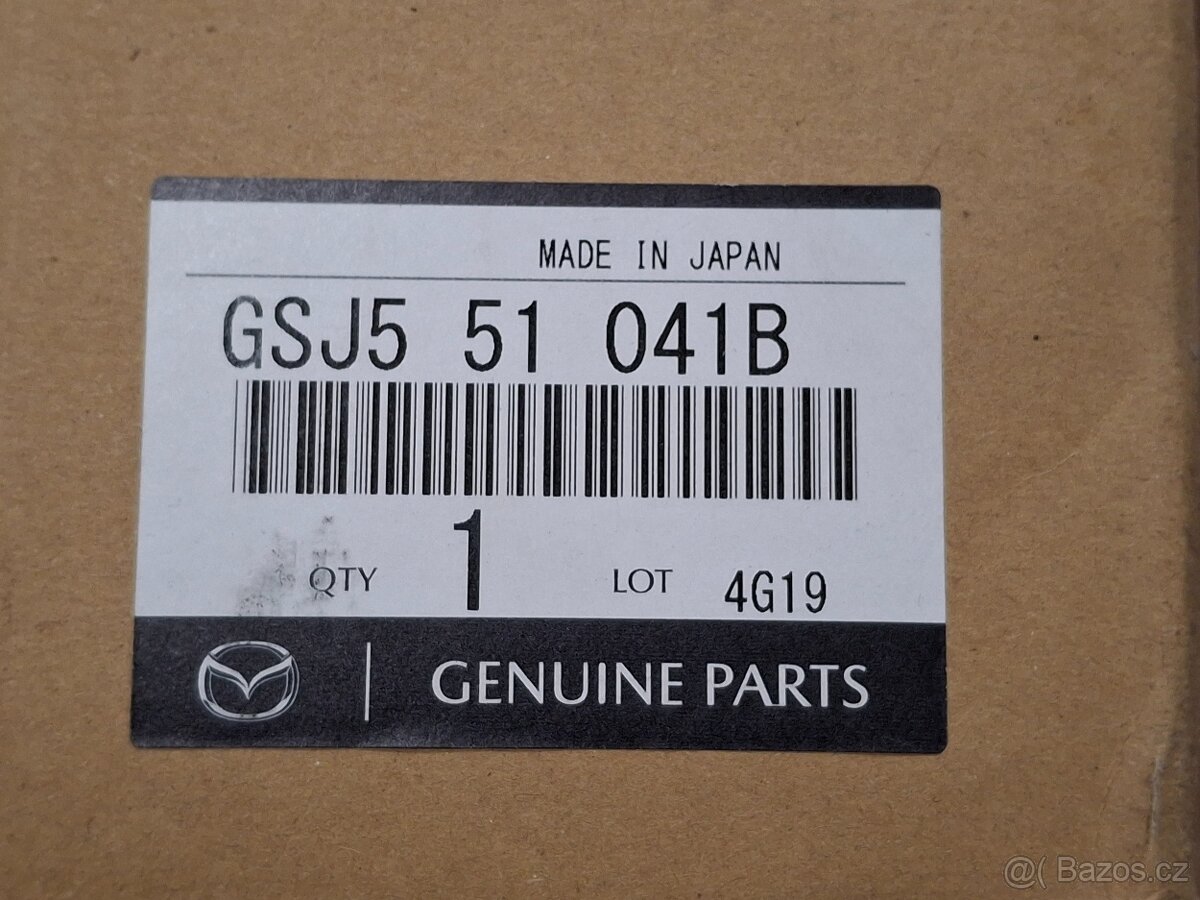 MADE IN JAPAN
GSJ5 51 041B
QTY 1 LOT 4G19
GENUINE PARTS
@( Bazos.cz